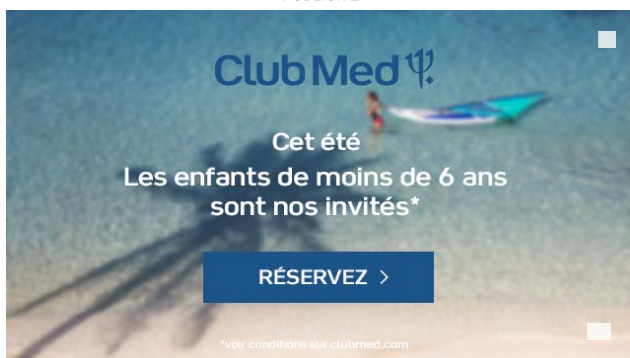 Club Med
Cet été
Les enfants de moins de 6 ans
sont nos invités*
RÉSERVEZ >
*voir conditions sur clubmed.com